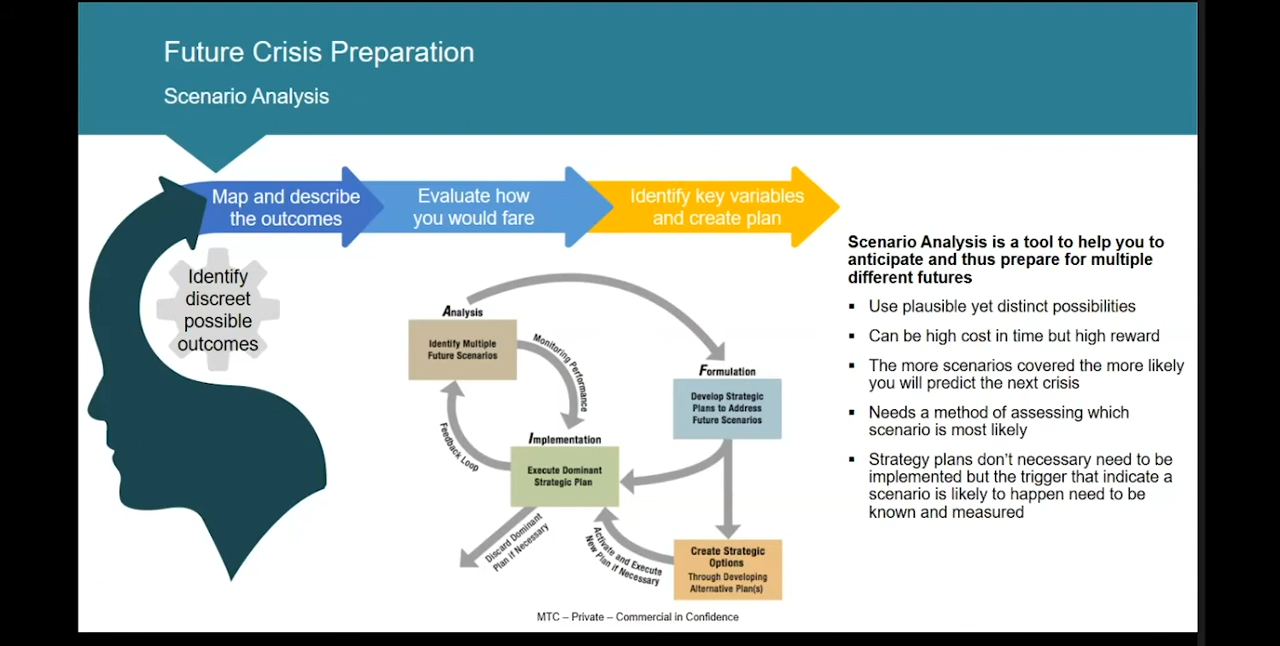 Future Crisis Preparation
Scenario Analysis
Map and describe
the outcomes
Evaluate how
you would fare
Identify key variables
and create plan
Identify
discreet
possible
outcomes
Analysis
Identify Multiple
Future Scenarios
Monitoring Performance
Formulation
Develop Strategic
Plans to Address
Future Scenarios
Implementation
Execute Dominant
Strategic Plan
Feedback Loop
Discard Dominant
Plan if Necessary
Activate and Execute
New Plan if Necessary
Create Strategic
Options
Through Developing
Alternative Plan(s)
Scenario Analysis is a tool to help you to
anticipate and thus prepare for multiple
different futures
▪ Use plausible yet distinct possibilities
▪ Can be high cost in time but high reward
▪ The more scenarios covered the more likely
you will predict the next crisis
▪ Needs a method of assessing which
scenario is most likely
▪ Strategy plans don't necessary need to be
implemented but the trigger that indicate a
scenario is likely to happen need to be
known and measured
MTC – Private – Commercial in Confidence